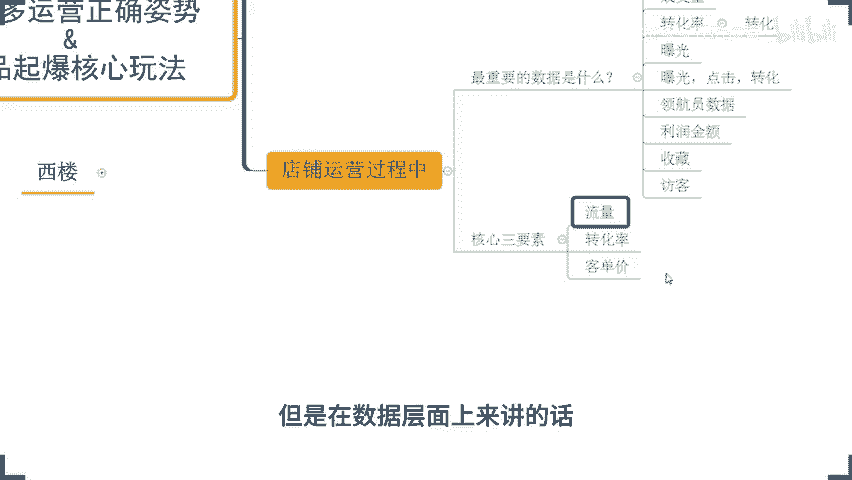 多运营正确姿势
&
品起爆核心玩法
西楼
店铺运营过程中
最重要的数据是什么？
转化率
转化
曝光
曝光，点击，转化
领航员数据
利润金额
收藏
访客
核心三要素
流量
转化率
客单价
但是在数据层面上来讲的话
bilibili